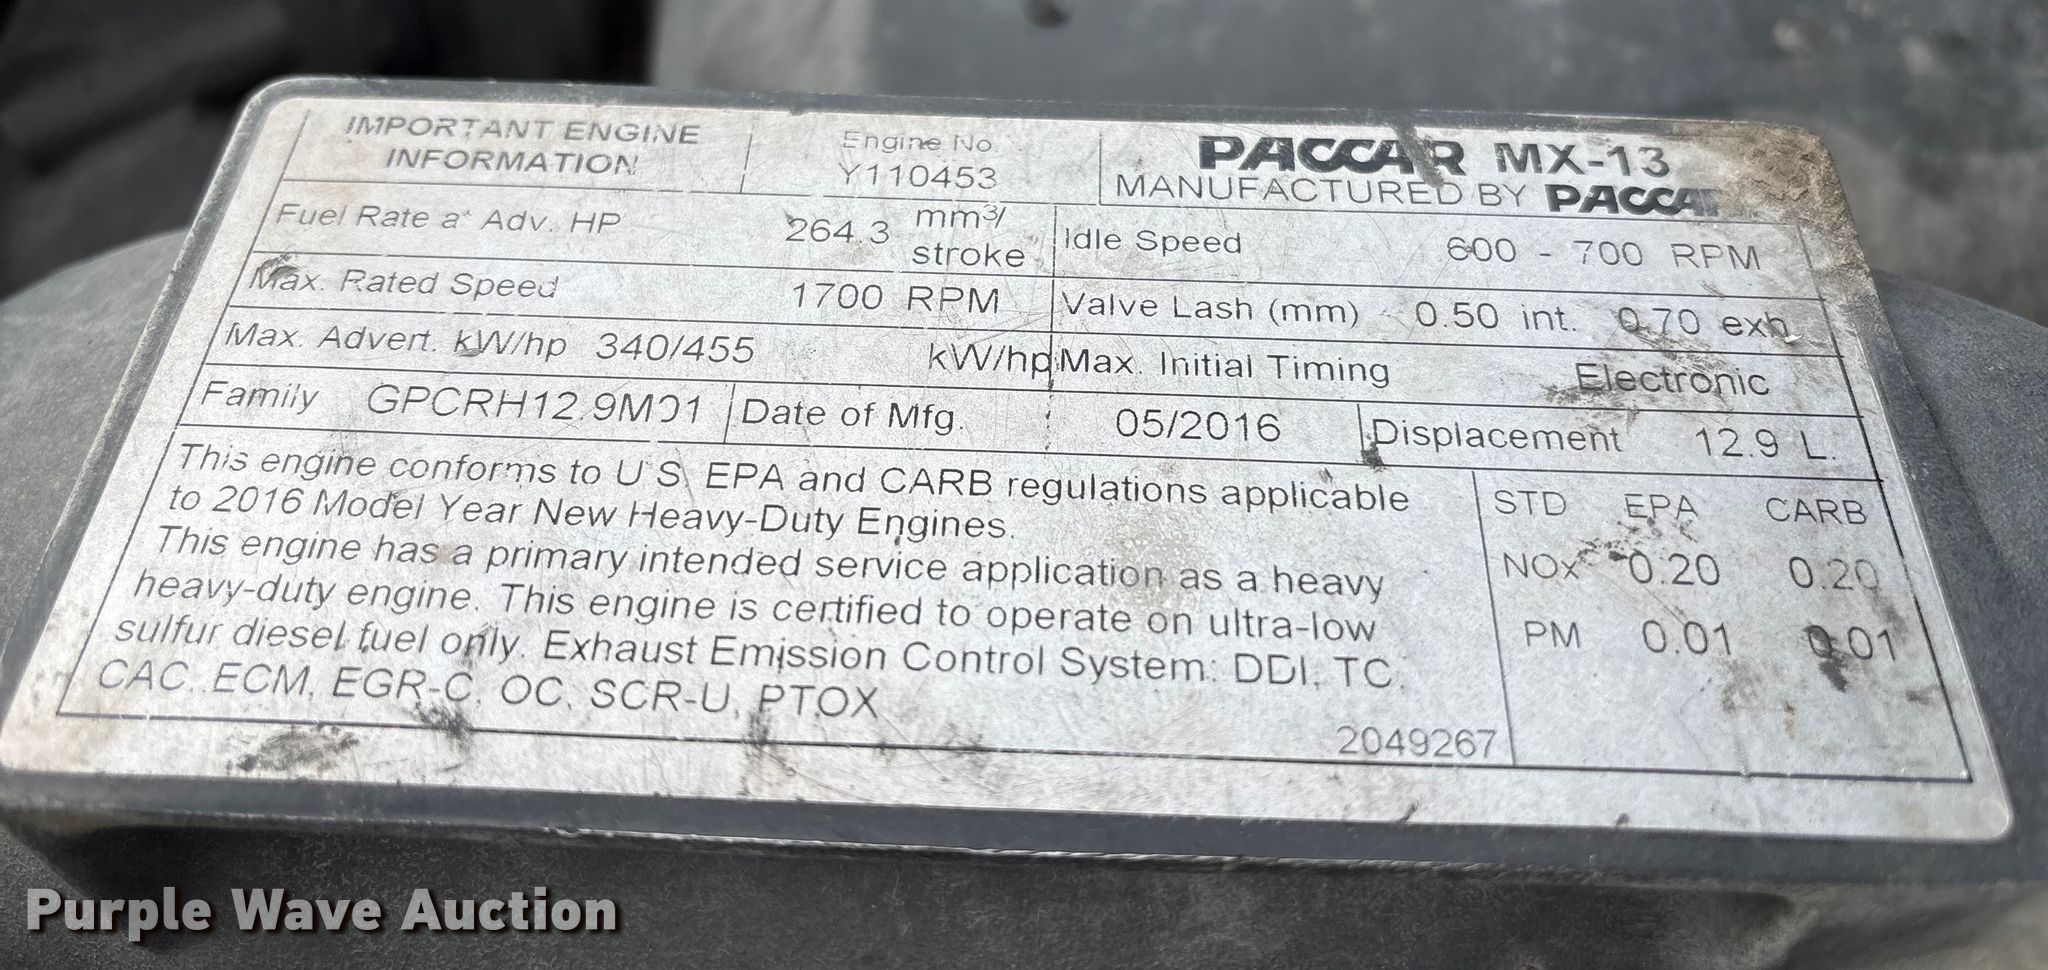 IMPORTANT ENGINE
INFORMATION
Engine No.
Y110453
PACCAR MX-13
MANUFACTURED BY PACCAR
Fuel Rate at Adv. HP 264.3 mm³/
stroke
Idle Speed 600 - 700 RPM
Max. Rated Speed 1700 RPM
Valve Lash (mm) 0.50 int. 0.70 exh.
Max. Advert. kW/hp 340/455 kW/hp
Max. Initial Timing Electronic
Family GPCRH12.9M01
Date of Mfg. 05/2016
Displacement 12.9 L.
This engine conforms to U.S. EPA and CARB regulations applicable
to 2016 Model Year New Heavy-Duty Engines.
This engine has a primary intended service application as a heavy
heavy-duty engine. This engine is certified to operate on ultra-low
sulfur diesel fuel only. Exhaust Emission Control System: DDI, TC,
CAC, ECM, EGR-C, OC, SCR-U, PTOX
2049267
STD EPA CARB
NOx 0.20 0.20
PM 0.01 0.01
Purple Wave Auction